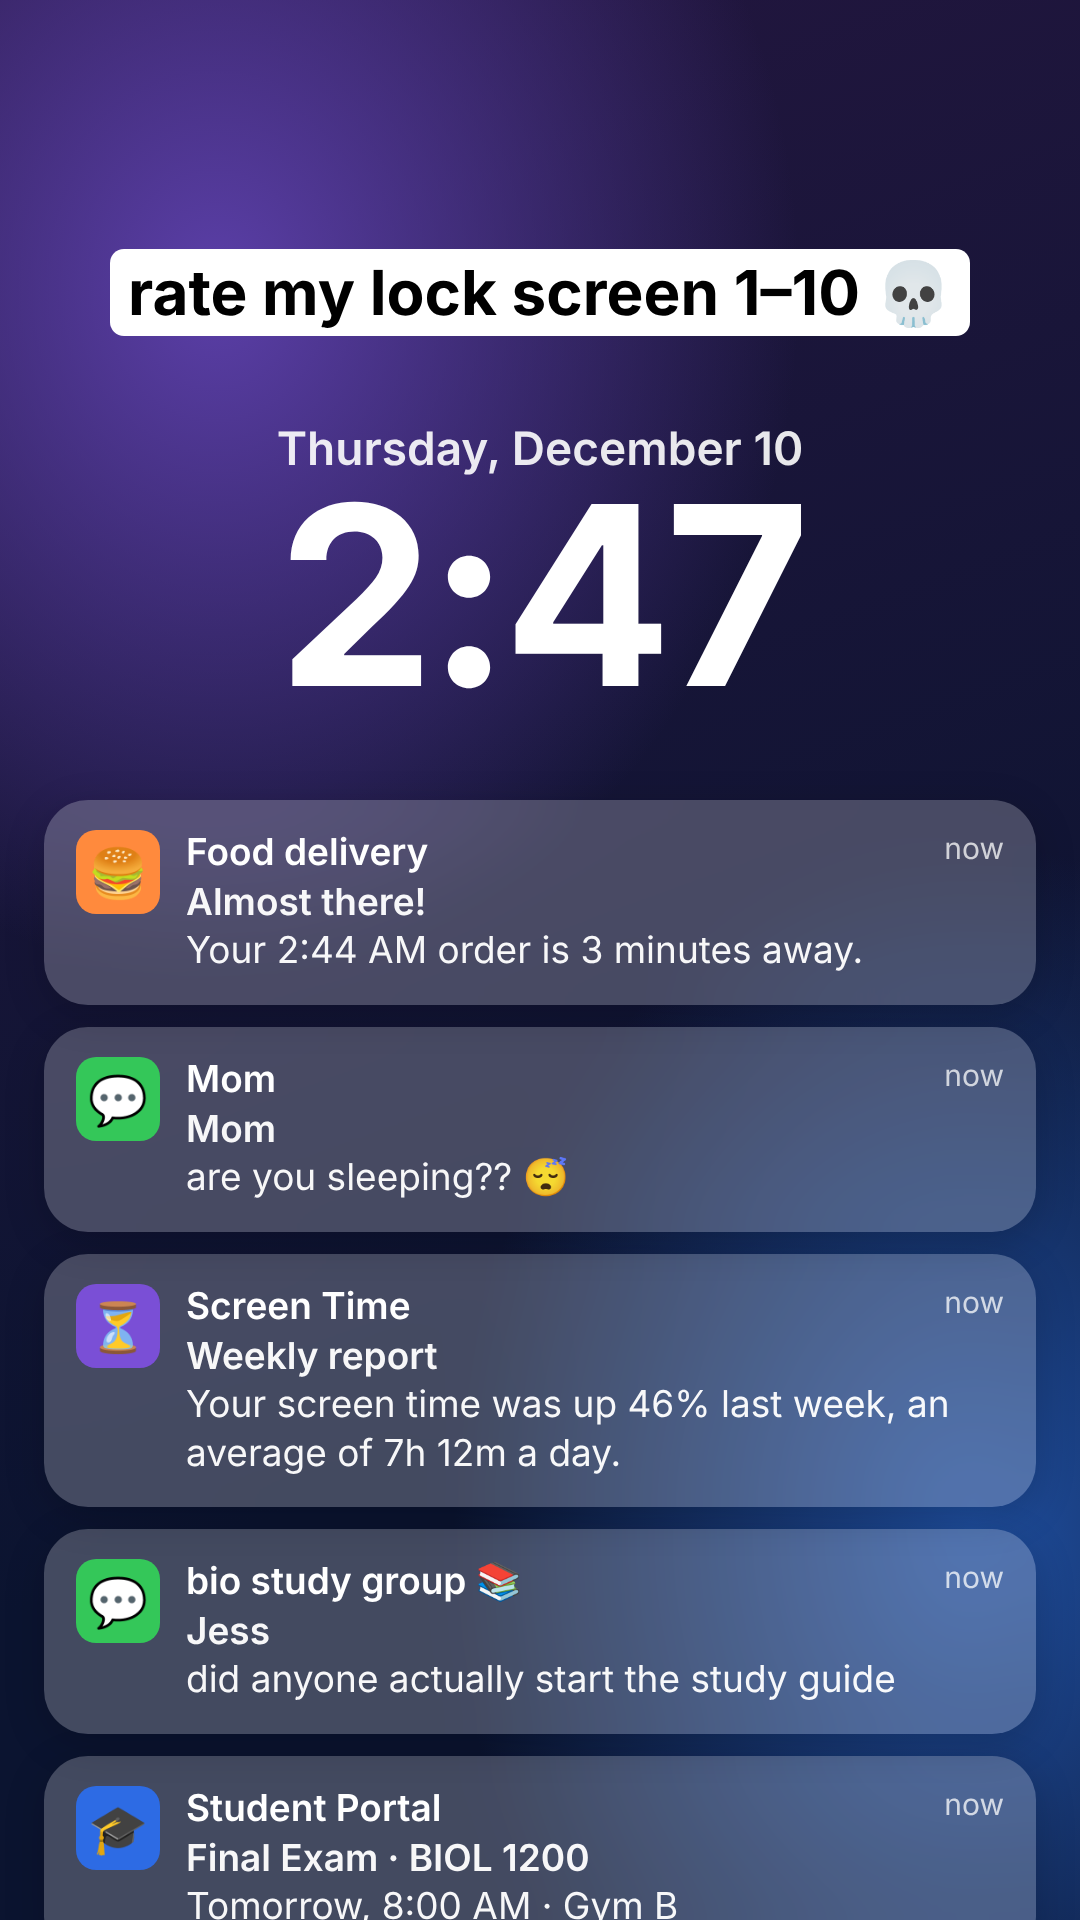 rate my lock screen 1–10 💀
Thursday, December 10
2:47
Food delivery
now
Almost there!
Your 2:44 AM order is 3 minutes away.
Mom
now
Mom
are you sleeping?? 😴
Screen Time
now
Weekly report
Your screen time was up 46% last week, an
average of 7h 12m a day.
bio study group 📚
now
Jess
did anyone actually start the study guide
Student Portal
now
Final Exam · BIOL 1200
Tomorrow, 8:00 AM · Gym B